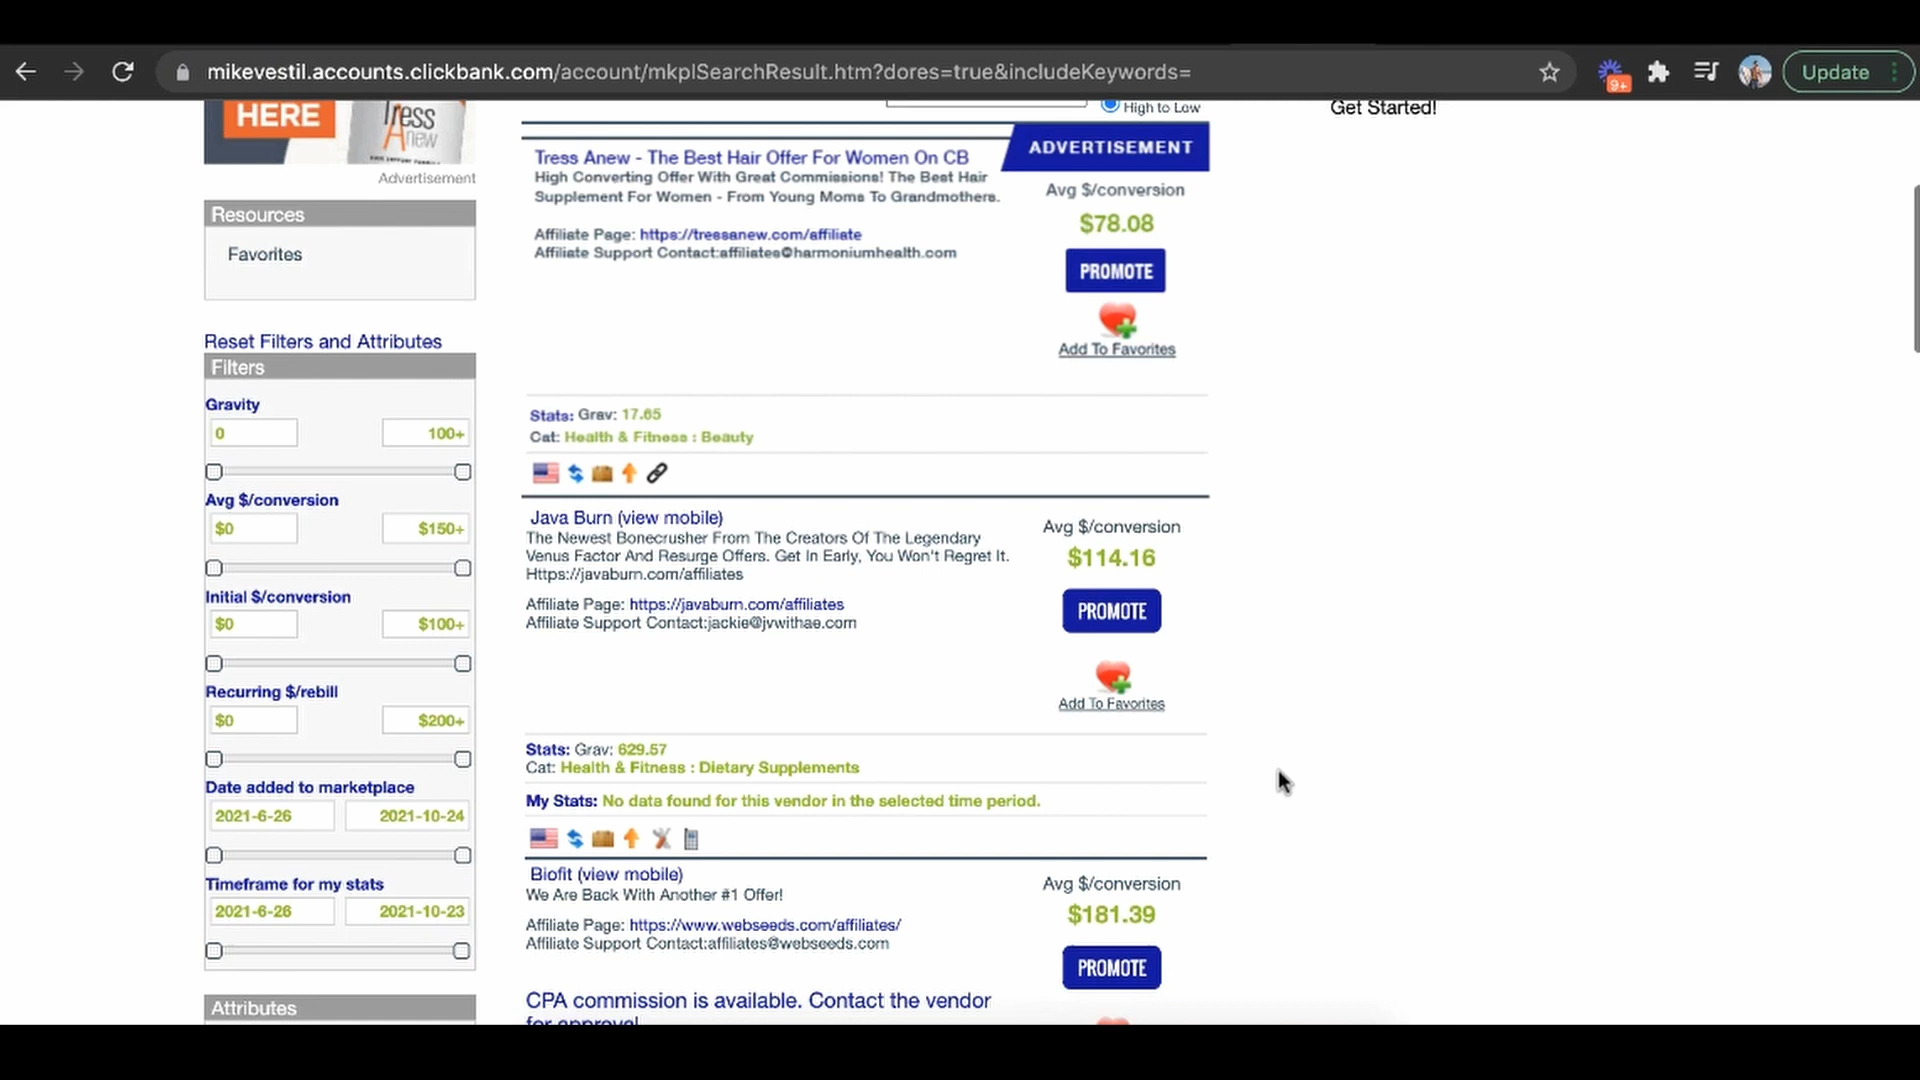 mikevestil.accounts.clickbank.com/account/mkplSearchResult.htm?dores=true&includeKeywords=
9+
Update
HERE
Tress
Anew
Advertisement
Resources
Favorites
Reset Filters and Attributes
Filters
Gravity
0
100+
Avg $/conversion
$0
$150+
Initial $/conversion
$0
$100+
Recurring $/rebill
$0
$200+
Date added to marketplace
2021-6-26
2021-10-24
Timeframe for my stats
2021-6-26
2021-10-23
Attributes
High to Low
ADVERTISEMENT
Tress Anew - The Best Hair Offer For Women On CB
High Converting Offer With Great Commissions! The Best Hair
Supplement For Women - From Young Moms To Grandmothers.
Affiliate Page: https://tressanew.com/affiliate
Affiliate Support Contact:affiliates@harmoniumhealth.com
Avg $/conversion
$78.08
PROMOTE
Add To Favorites
Stats: Grav: 17.65
Cat: Health & Fitness : Beauty
Java Burn (view mobile)
The Newest Bonecrusher From The Creators Of The Legendary
Venus Factor And Resurge Offers. Get In Early, You Won't Regret It.
Https://javaburn.com/affiliates
Affiliate Page: https://javaburn.com/affiliates
Affiliate Support Contact:jackie@jvwithae.com
Avg $/conversion
$114.16
PROMOTE
Add To Favorites
Stats: Grav: 629.57
Cat: Health & Fitness : Dietary Supplements
My Stats: No data found for this vendor in the selected time period.
Biofit (view mobile)
We Are Back With Another #1 Offer!
Affiliate Page: https://www.webseeds.com/affiliates/
Affiliate Support Contact:affiliates@webseeds.com
CPA commission is available. Contact the vendor
for approval
Avg $/conversion
$181.39
PROMOTE
Get Started!